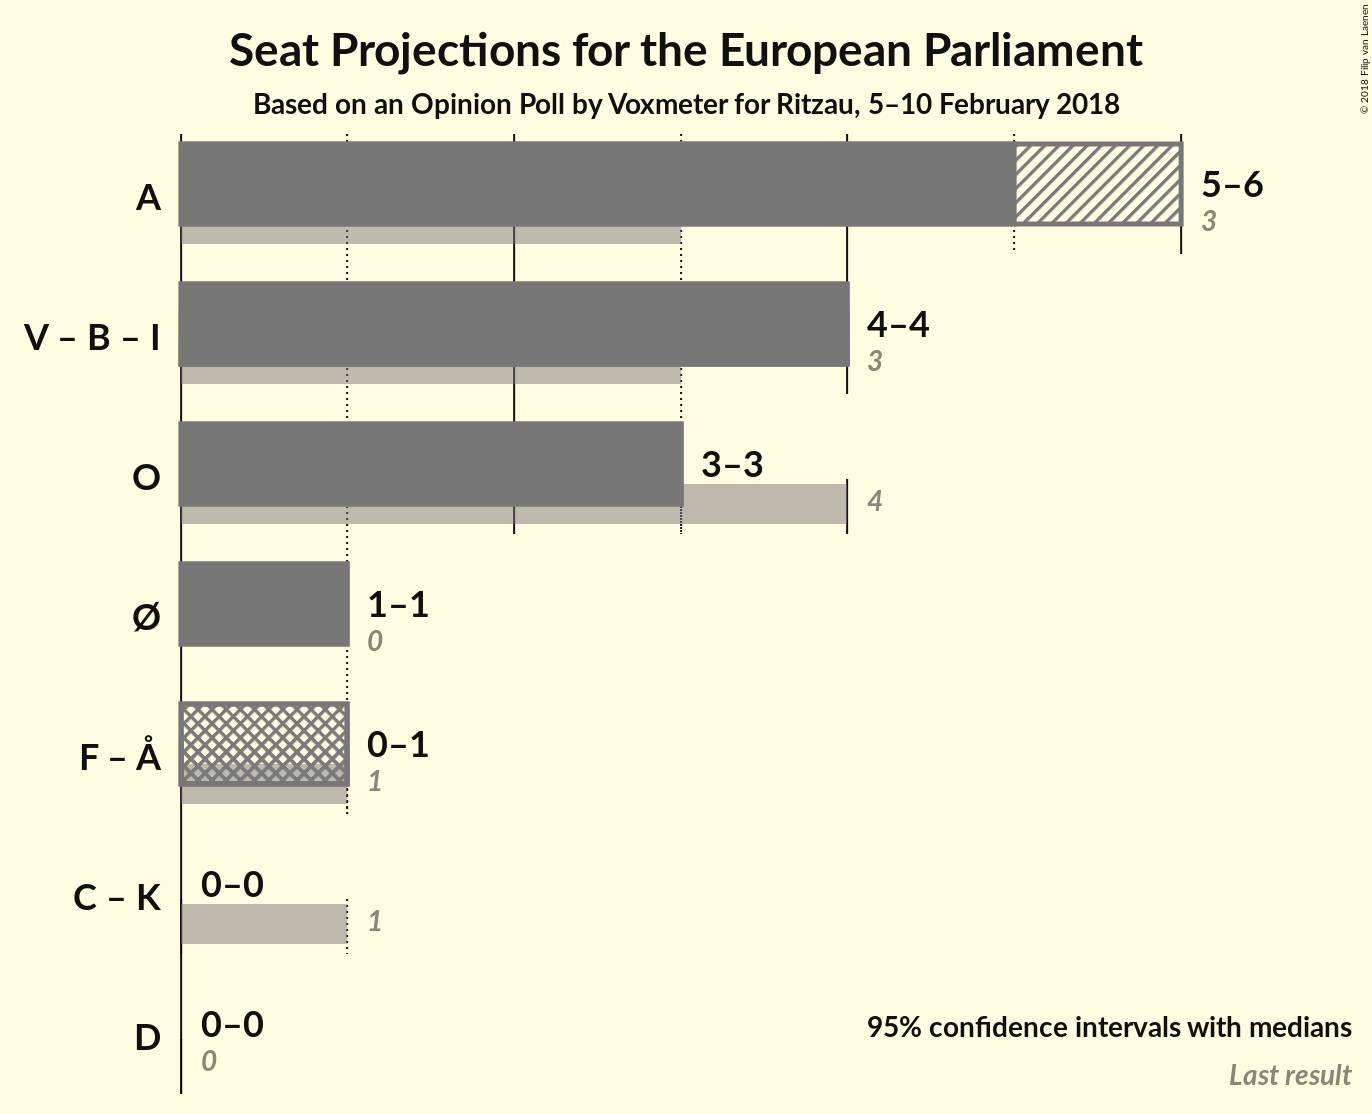 Seat Projections for the European Parliament
Based on an Opinion Poll by Voxmeter for Ritzau, 5–10 February 2018
© 2018 Filip van Laenen
A
5–6
3
V – B – I
4–4
3
O
3–3
4
Ø
1–1
0
F – Å
0–1
1
C – K
0–0
1
D
0–0
0
95% confidence intervals with medians
Last result